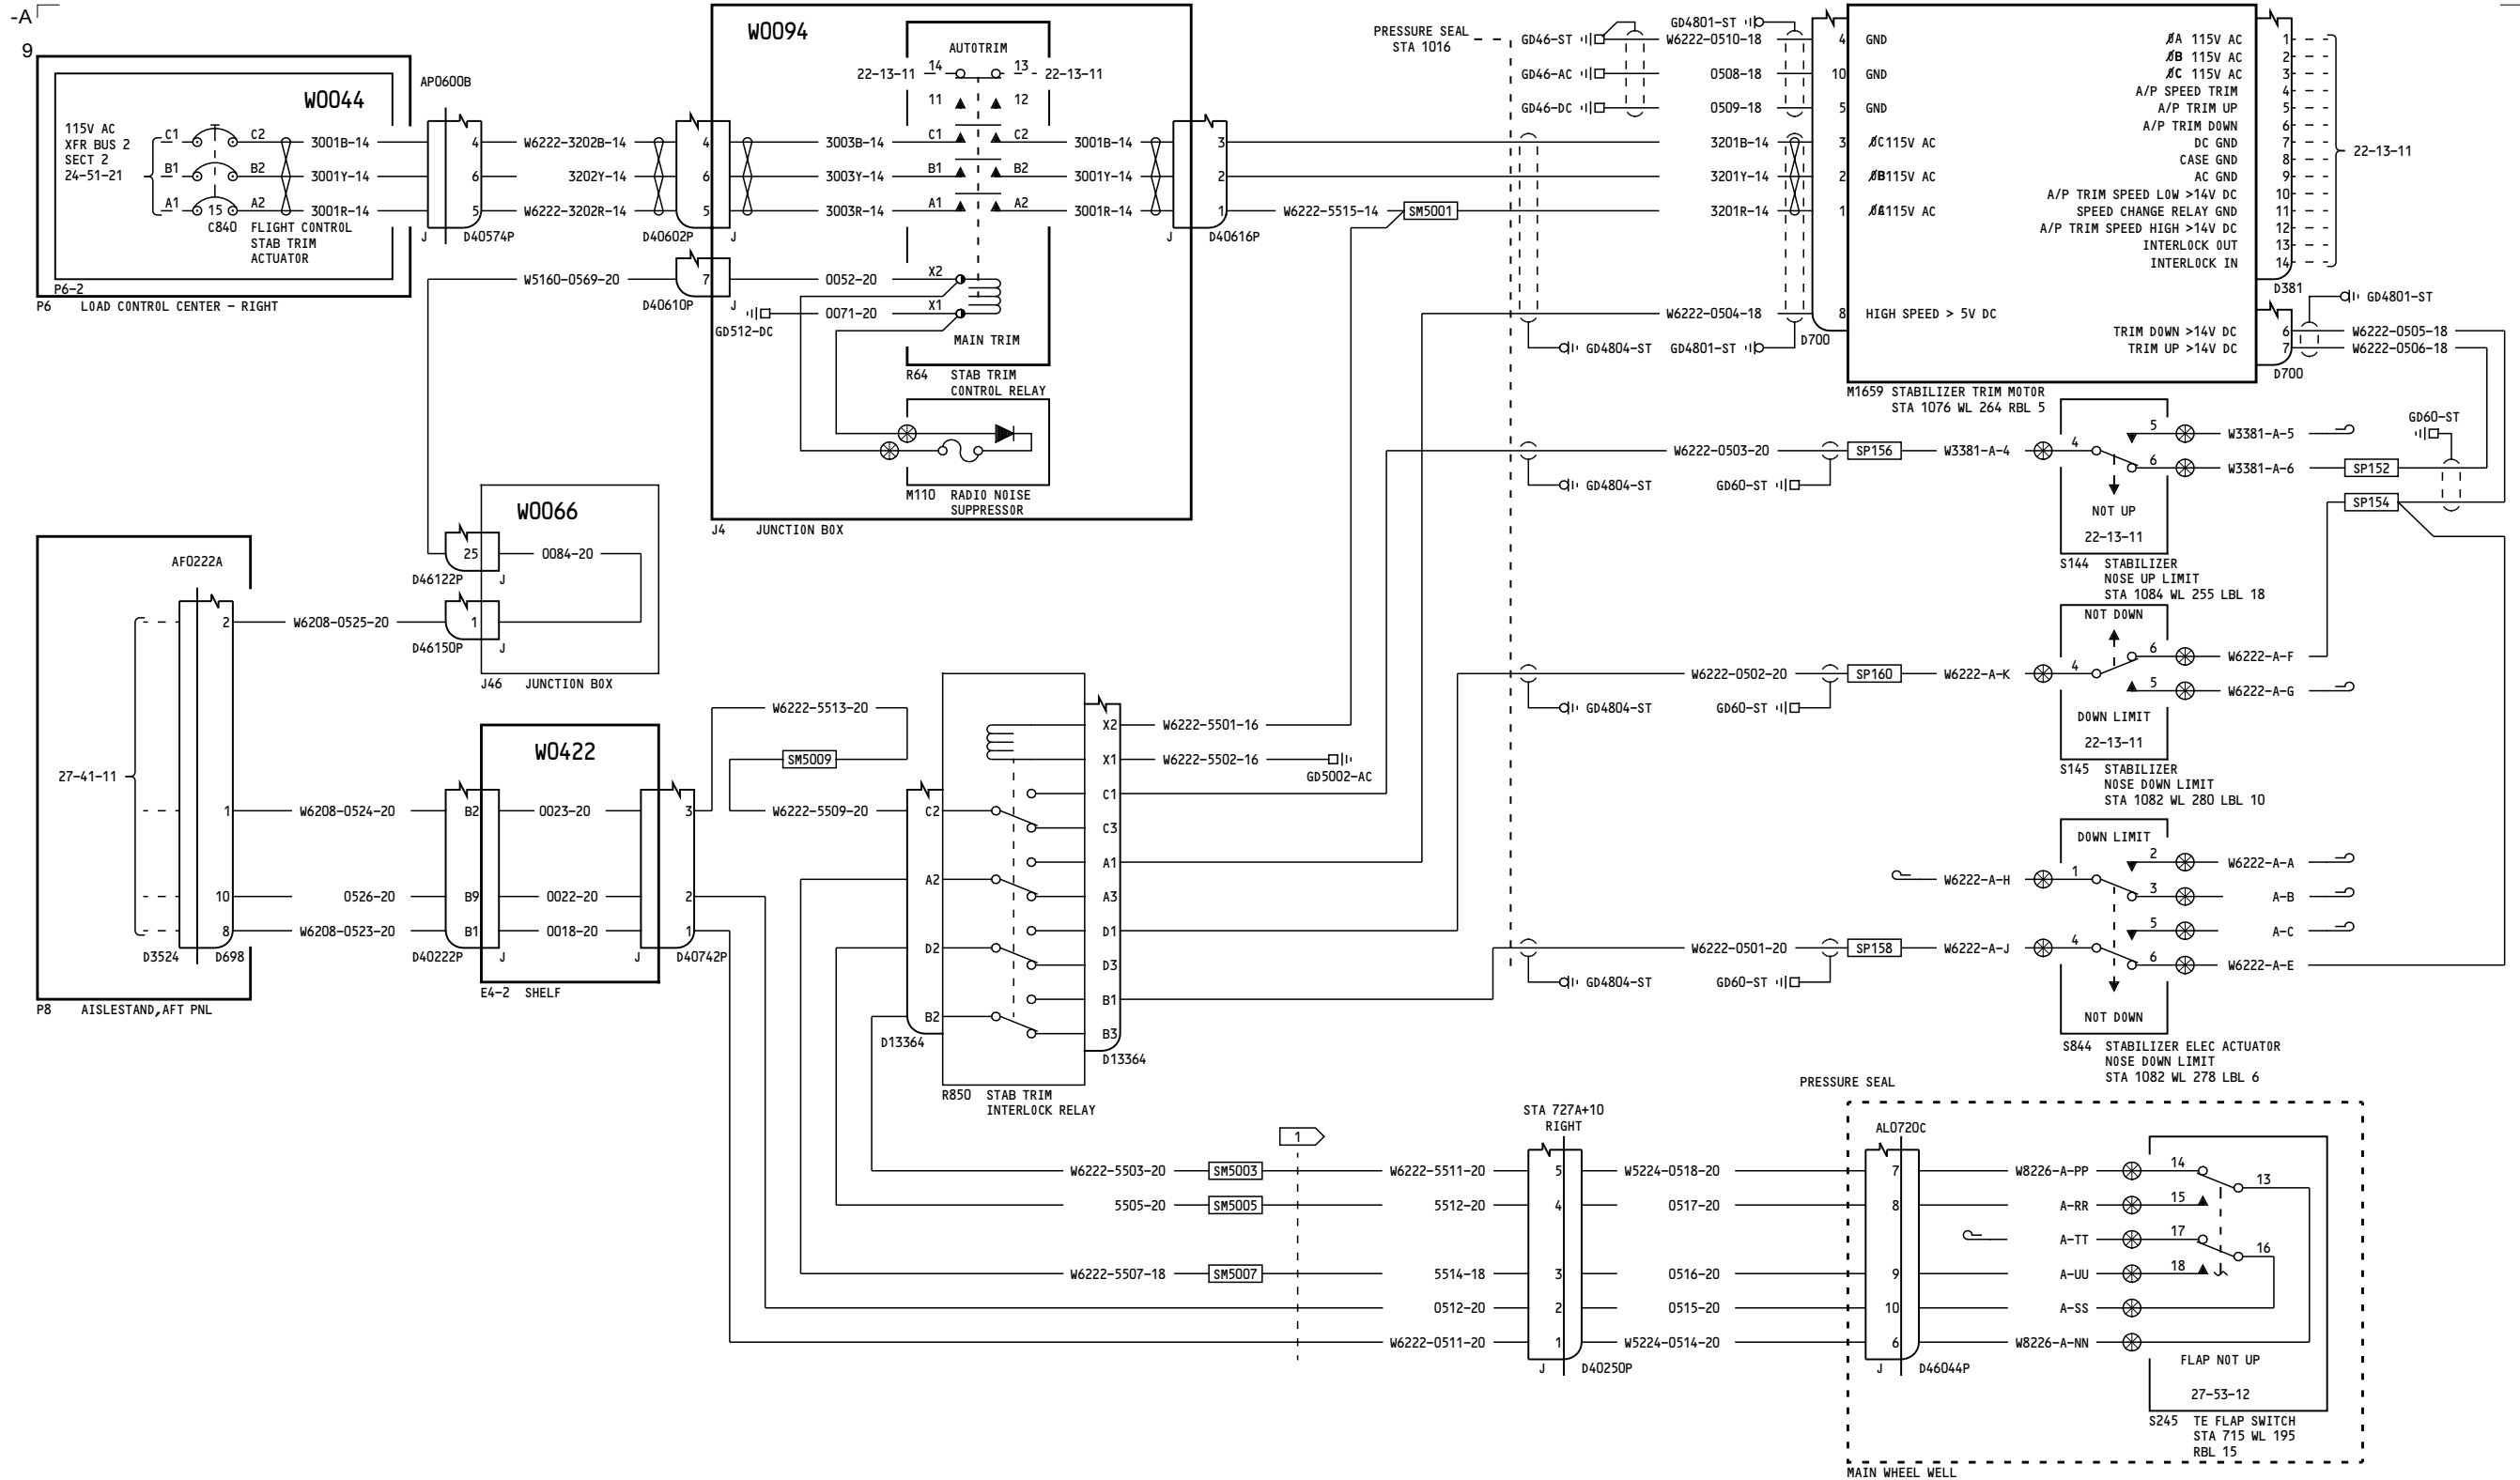 -A
9
W0044
115V AC
XFR BUS 2
SECT 2
24-51-21
C1
B1
A1
C2
B2
A2
15
C840 FLIGHT CONTROL
STAB TRIM
ACTUATOR
3001B-14
3001Y-14
3001R-14
P6-2
P6 LOAD CONTROL CENTER - RIGHT
AP0600B
4
6
5
J
D40574P
W6222-3202B-14
3202Y-14
W6222-3202R-14
4
6
5
D40602P
J
W5160-0569-20
7
D40610P
J
W0094
3003B-14
3003Y-14
3003R-14
0052-20
0071-20
GD512-DC
AUTOTRIM
22-13-11
14
13
22-13-11
11
12
C1
C2
B1
B2
A1
A2
X2
X1
MAIN TRIM
R64 STAB TRIM
CONTROL RELAY
M110 RADIO NOISE
SUPPRESSOR
J4 JUNCTION BOX
3001B-14
3001Y-14
3001R-14
3
2
1
J
D40616P
W6222-5515-14
SM5001
PRESSURE SEAL
STA 1016
GD46-ST
GD46-AC
GD46-DC
GD4801-ST
W6222-0510-18
0508-18
0509-18
3201B-14
3201Y-14
3201R-14
W6222-0504-18
GD4804-ST
GD4801-ST
4
10
5
3
2
1
8
D700
GND
GND
GND
ØC115V AC
ØB115V AC
ØA115V AC
HIGH SPEED > 5V DC
ØA 115V AC
ØB 115V AC
ØC 115V AC
A/P SPEED TRIM
A/P TRIM UP
A/P TRIM DOWN
DC GND
CASE GND
AC GND
A/P TRIM SPEED LOW >14V DC
SPEED CHANGE RELAY GND
A/P TRIM SPEED HIGH >14V DC
INTERLOCK OUT
INTERLOCK IN
TRIM DOWN >14V DC
TRIM UP >14V DC
1
2
3
4
5
6
7
8
9
10
11
12
13
14
D381
22-13-11
GD4801-ST
6
7
W6222-0505-18
W6222-0506-18
D700
M1659 STABILIZER TRIM MOTOR
STA 1076 WL 264 RBL 5
W6222-0503-20
GD4804-ST
GD60-ST
SP156
W3381-A-4
4
5
6
NOT UP
22-13-11
W3381-A-5
W3381-A-6
GD60-ST
SP152
SP154
S144 STABILIZER
NOSE UP LIMIT
STA 1084 WL 255 LBL 18
W6222-0502-20
GD4804-ST
GD60-ST
SP160
W6222-A-K
NOT DOWN
4
6
5
DOWN LIMIT
22-13-11
W6222-A-F
W6222-A-G
S145 STABILIZER
NOSE DOWN LIMIT
STA 1082 WL 280 LBL 10
DOWN LIMIT
W6222-A-H
1
2
3
4
5
6
NOT DOWN
W6222-A-A
A-B
A-C
W6222-A-E
W6222-0501-20
GD4804-ST
GD60-ST
SP158
W6222-A-J
S844 STABILIZER ELEC ACTUATOR
NOSE DOWN LIMIT
STA 1082 WL 278 LBL 6
W0066
25
0084-20
D46122P
J
1
D46150P
J
J46 JUNCTION BOX
AF0222A
27-41-11
2
1
10
8
D3524
D698
P8 AISLESTAND,AFT PNL
W6208-0525-20
W6208-0524-20
0526-20
W6208-0523-20
W0422
B2
B9
B1
D40222P
J
0023-20
0022-20
0018-20
3
2
1
J
D40742P
E4-2 SHELF
W6222-5513-20
SM5009
W6222-5509-20
C2
A2
D2
B2
D13364
X2
X1
C1
C3
A1
A3
D1
D3
B1
B3
D13364
R850 STAB TRIM
INTERLOCK RELAY
W6222-5501-16
W6222-5502-16
GD5002-AC
W6222-5503-20
5505-20
W6222-5507-18
SM5003
SM5005
SM5007
1
W6222-5511-20
5512-20
5514-18
0512-20
W6222-0511-20
STA 727A+10
RIGHT
5
4
3
2
1
J
D40250P
W5224-0518-20
0517-20
0516-20
0515-20
W5224-0514-20
PRESSURE SEAL
AL0720C
7
8
9
10
6
J
D46044P
W8226-A-PP
A-RR
A-TT
A-UU
A-SS
W8226-A-NN
14
15
17
18
13
16
FLAP NOT UP
27-53-12
S245 TE FLAP SWITCH
STA 715 WL 195
RBL 15
MAIN WHEEL WELL